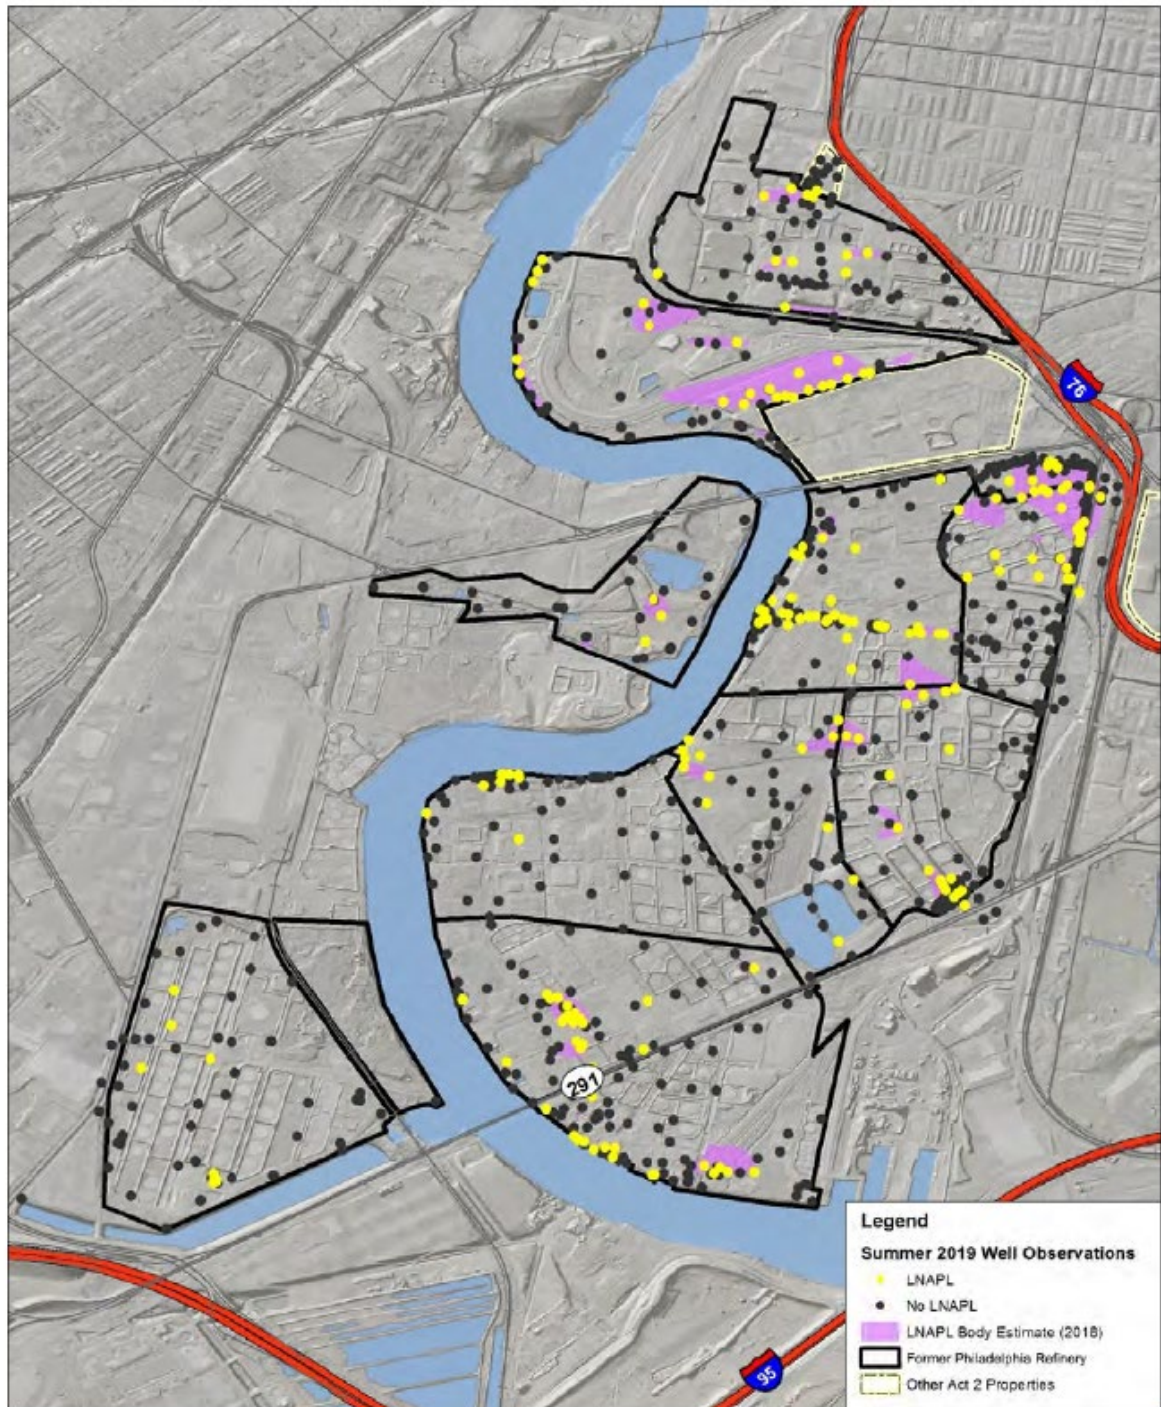 76
291
95
Legend
Summer 2019 Well Observations
LNAPL
No LNAPL
LNAPL Body Estimate (2018)
Former Philadelphia Refinery
Other Act 2 Properties